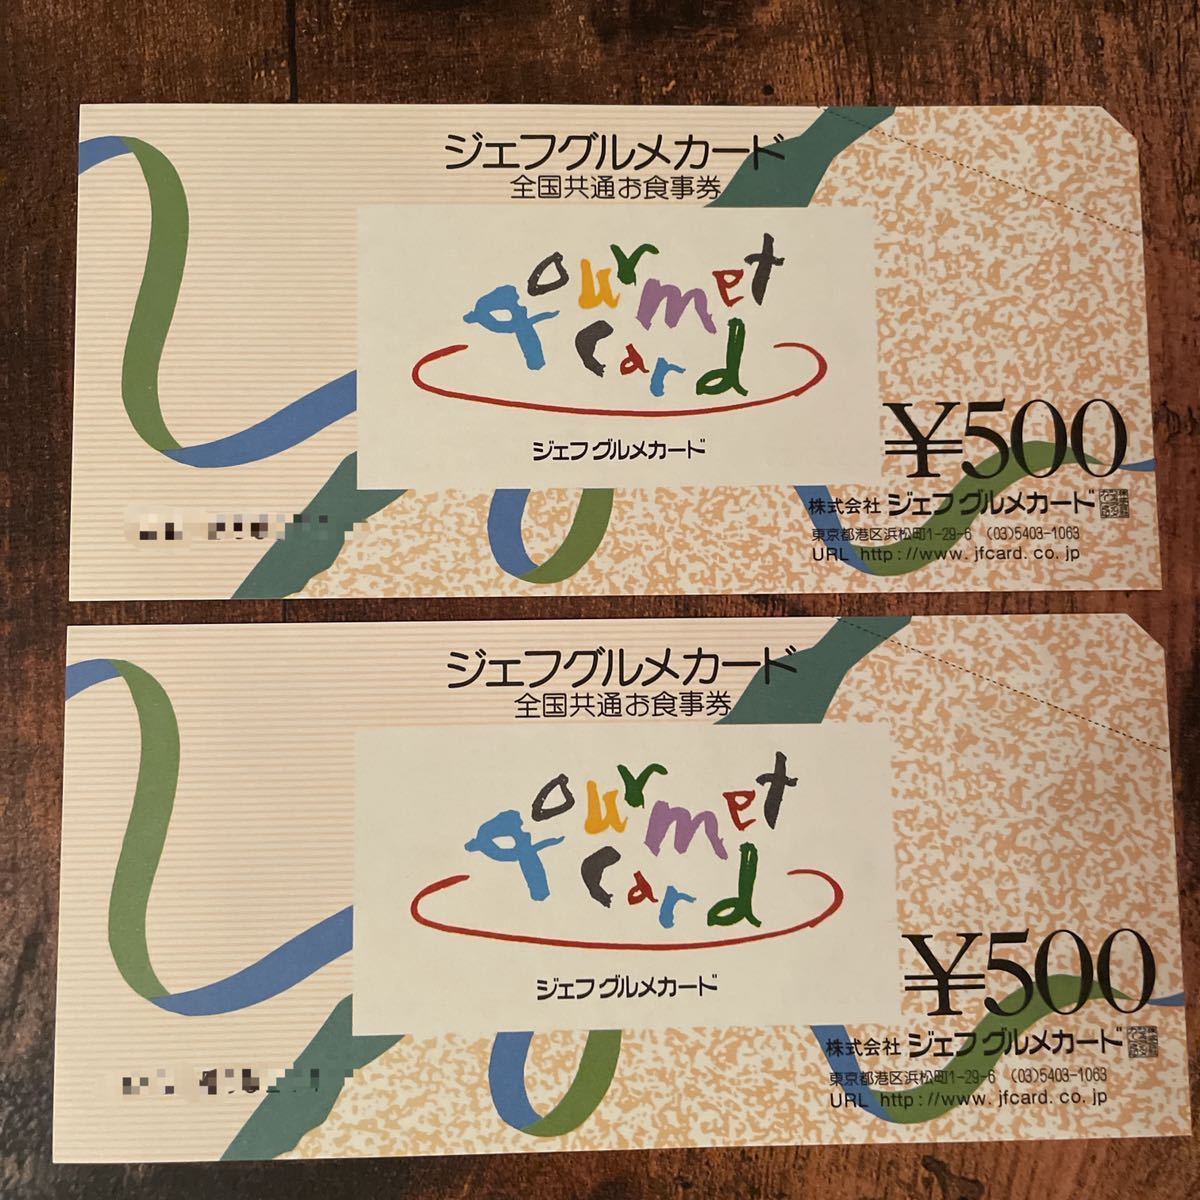 ジェフグルメカード
全国共通お食事券
gourmet
card
ジェフグルメカード
¥500
株式会社 ジェフグルメカード
東京都港区浜松町1-29-6 (03)5403-1063
URL http://www.jfcard.co.jp
ジェフグルメカード
全国共通お食事券
gourmet
card
ジェフグルメカード
¥500
株式会社 ジェフグルメカード
東京都港区浜松町1-29-6 (03)5403-1063
URL http://www.jfcard.co.jp